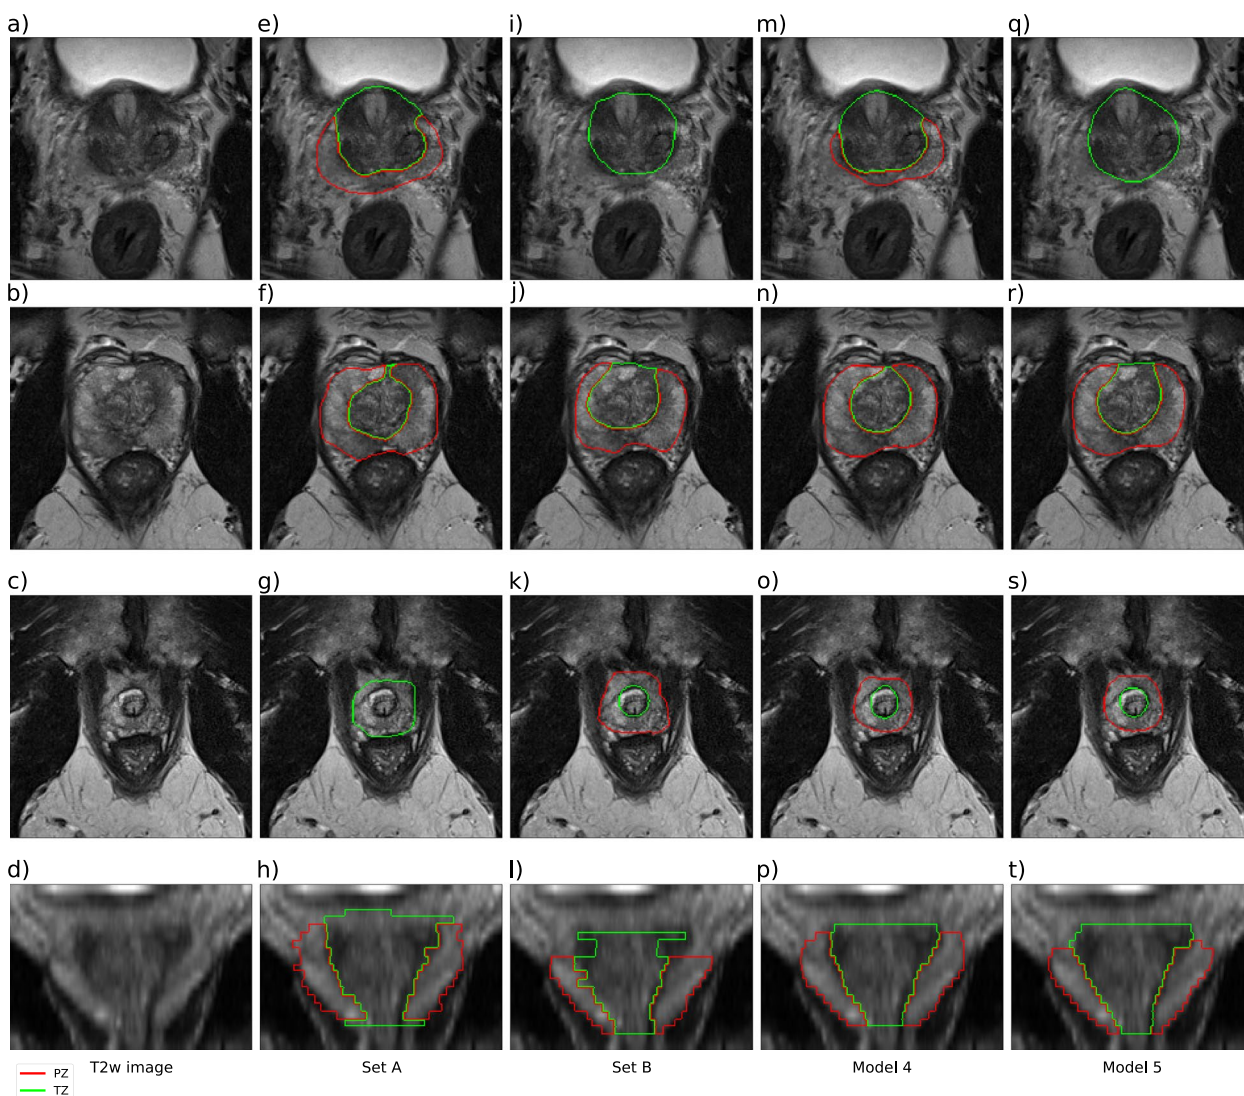 a) e) i) m) q)
b) f) j) n) r)
c) g) k) o) s)
d) h) l) p) t)
T2w image Set A Set B Model 4 Model 5
PZ
TZ